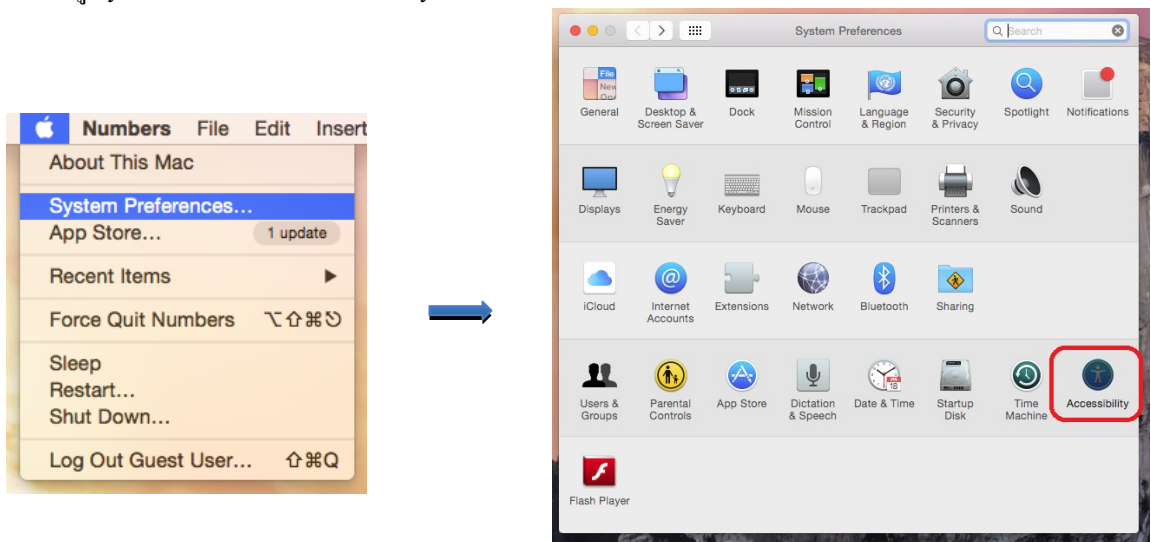 Numbers File Edit Insert
About This Mac
System Preferences...
App Store... 1 update
Recent Items
Force Quit Numbers ⌥⇧⌘⎋
Sleep
Restart...
Shut Down...
Log Out Guest User... ⇧⌘Q
System Preferences
Search
File
New
General
Desktop &
Screen Saver
Dock
Mission
Control
Language
& Region
Security
& Privacy
Spotlight
Notifications
Displays
Energy
Saver
Keyboard
Mouse
Trackpad
Printers &
Scanners
Sound
iCloud
Internet
Accounts
Extensions
Network
Bluetooth
Sharing
Users &
Groups
Parental
Controls
App Store
Dictation
& Speech
18
Date & Time
Startup
Disk
Time
Machine
Accessibility
Flash Player